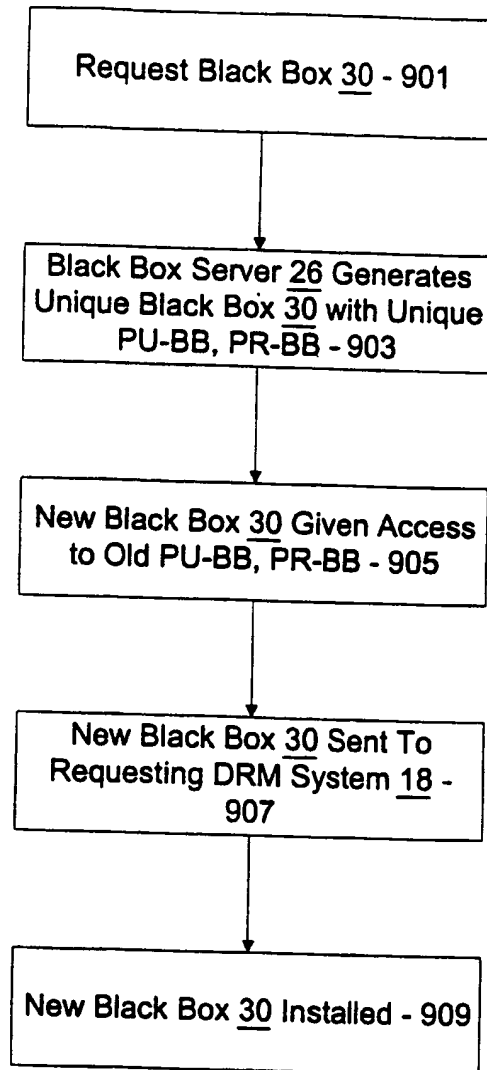 Request Black Box 30 - 901
Black Box Server 26 Generates
Unique Black Box 30 with Unique
PU-BB, PR-BB - 903
New Black Box 30 Given Access
to Old PU-BB, PR-BB - 905
New Black Box 30 Sent To
Requesting DRM System 18 -
907
New Black Box 30 Installed - 909